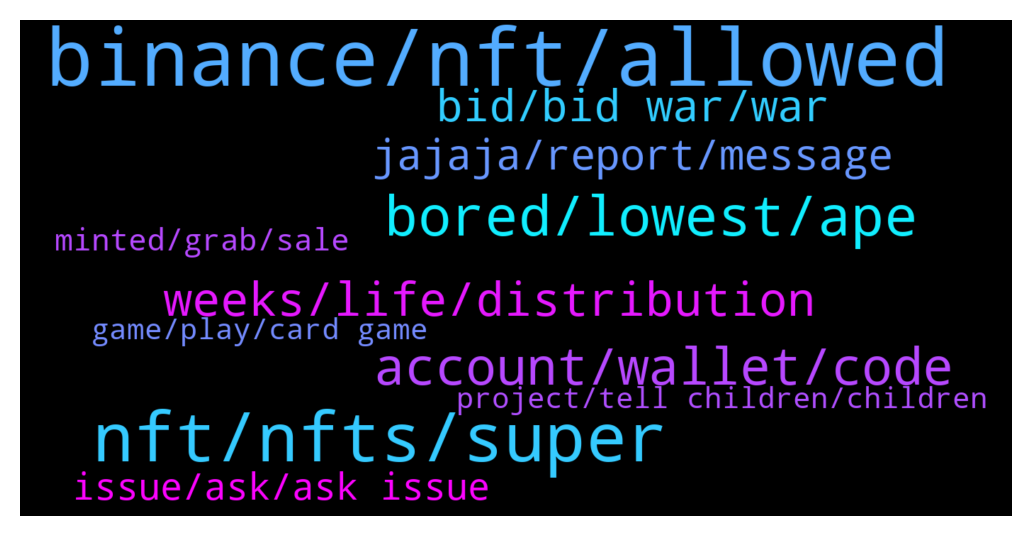 binance/nft/allowed
bid/bid war/war
jajaja/report/message
bored/lowest/ape
minted/grab/sale
weeks/life/distribution
game/play/card game
account/wallet/code
project/tell children/children
nft/nfts/super
issue/ask/ask issue